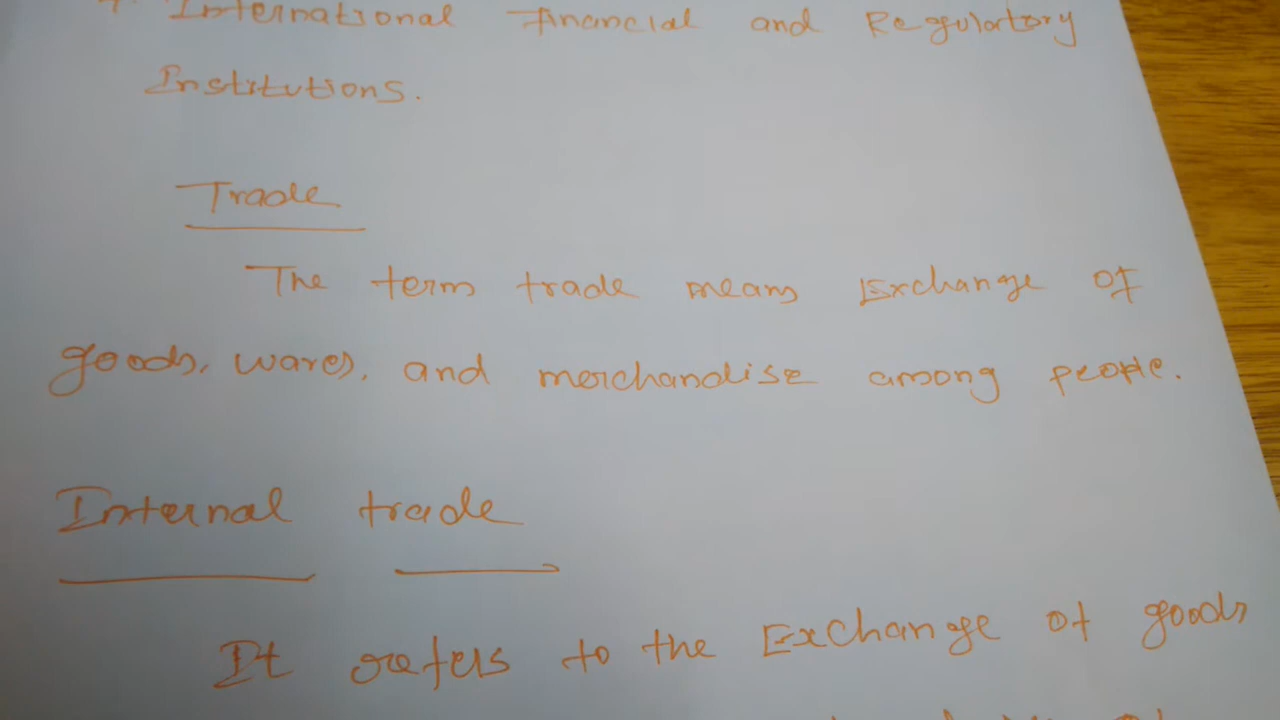 International Financial and Regulatory
Institutions.
Trade
The term trade means Exchange of
goods, wares, and merchandise among people.
Internal trade
It refers to the Exchange of goods